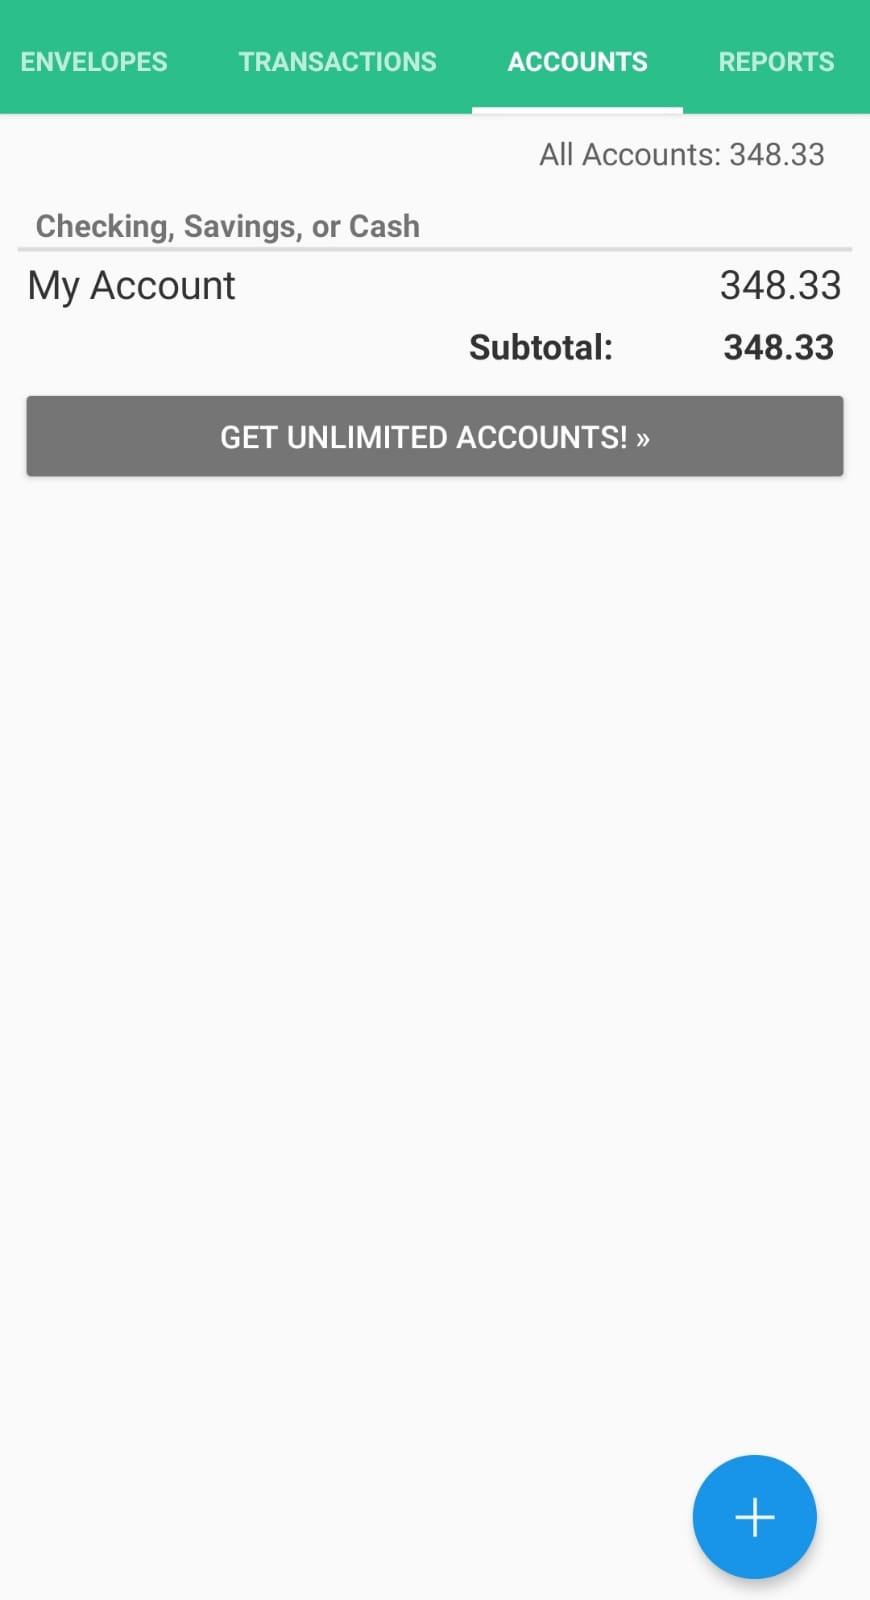 ENVELOPES TRANSACTIONS ACCOUNTS REPORTS
All Accounts: 348.33
Checking, Savings, or Cash
My Account 348.33
Subtotal: 348.33
GET UNLIMITED ACCOUNTS! »